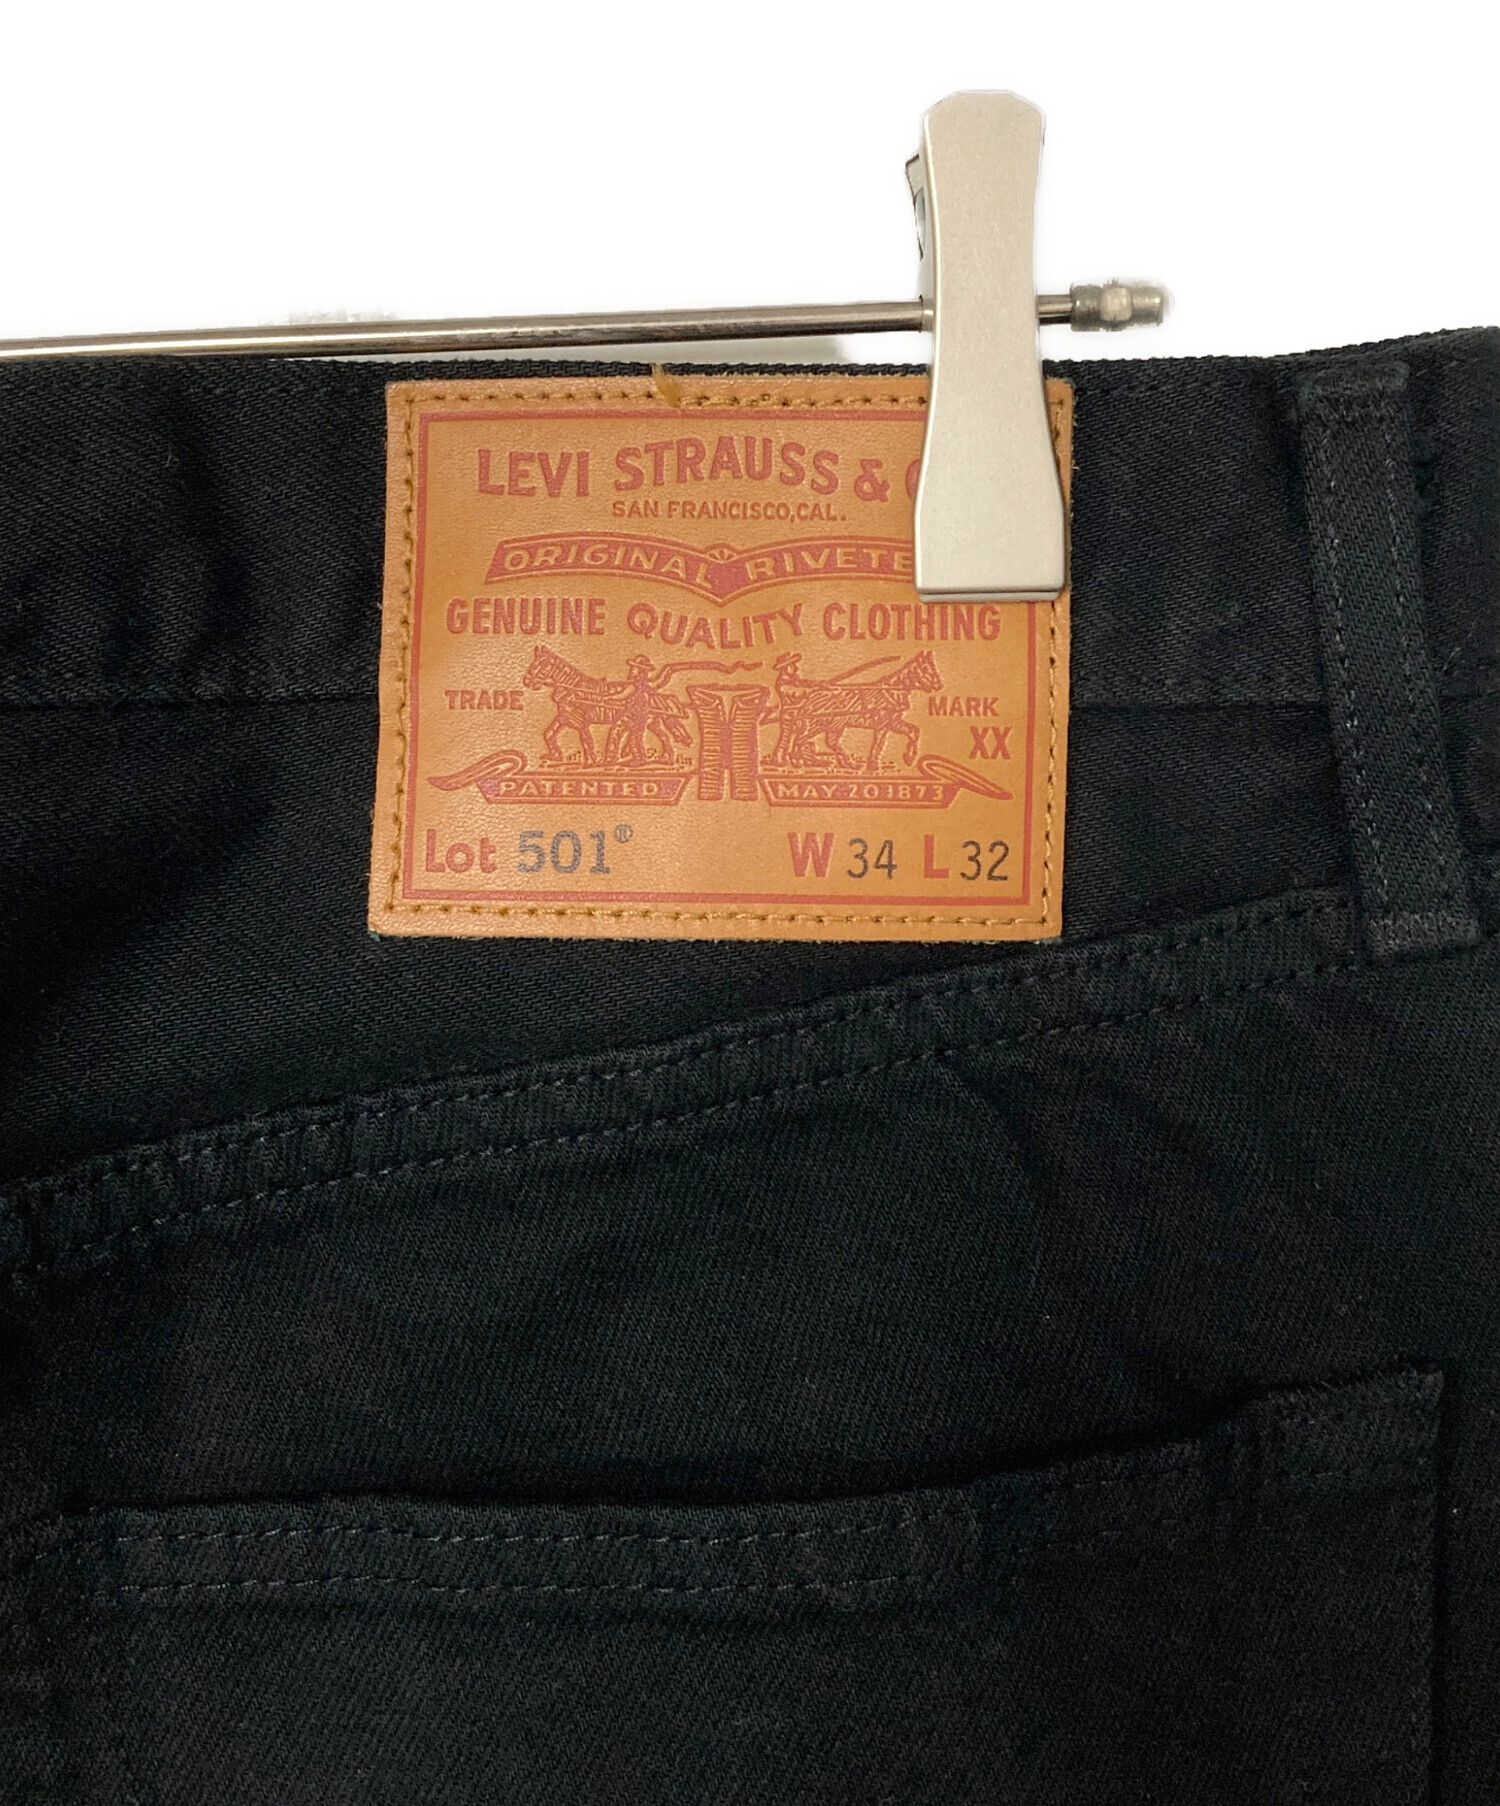 LEVI STRAUSS &
SAN FRANCISCO,CAL.
ORIGINAL
GENUINE QUALITY CLOTHING
TRADE MARK
XX
PATENTED MAY 20 1873
Lot 501® W 34 L 32